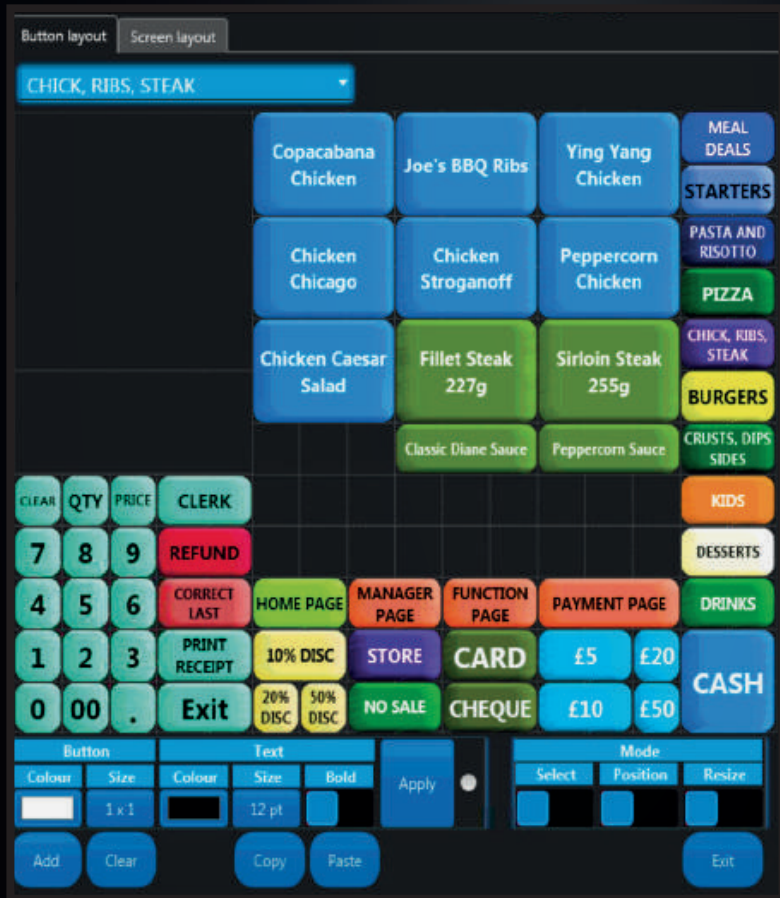 Button layout
Screen layout
CHICK, RIBS, STEAK
Copacabana
Chicken
Joe's BBQ Ribs
Ying Yang
Chicken
MEAL
DEALS
STARTERS
Chicken
Chicago
Chicken
Stroganoff
Peppercorn
Chicken
PASTA AND
RISOTTO
PIZZA
Chicken Caesar
Salad
Fillet Steak
227g
Sirloin Steak
255g
CHICK, RIBS,
STEAK
BURGERS
Classic Diane Sauce
Peppercorn Sauce
CRUSTS, DIPS
SIDES
CLEAR
QTY
PRICE
CLERK
KIDS
7
8
9
REFUND
DESSERTS
4
5
6
CORRECT
LAST
HOME PAGE
MANAGER
PAGE
FUNCTION
PAGE
PAYMENT PAGE
DRINKS
1
2
3
PRINT
RECEIPT
10% DISC
STORE
CARD
£5
£20
CASH
0
00
.
Exit
20%
DISC
50%
DISC
NO SALE
CHEQUE
£10
£50
Button
Text
Mode
Colour
Size
Colour
Size
Bold
Apply
Select
Position
Resize
1 x 1
12 pt
Add
Clear
Copy
Paste
Exit